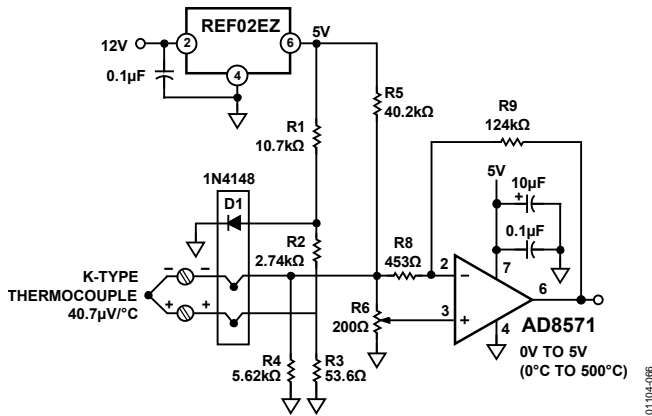 REF02EZ
12V
2
6
5V
4
0.1µF
R5
40.2kΩ
R9
124kΩ
R1
10.7kΩ
1N4148
D1
5V
10µF
+
0.1µF
R2
2.74kΩ
K-TYPE
THERMOCOUPLE
40.7µV/°C
–
–
+
+
R8
453Ω
2
–
7
6
R6
200Ω
3
+
4
AD8571
R4
5.62kΩ
R3
53.6Ω
0V TO 5V
(0°C TO 500°C)
01104-066